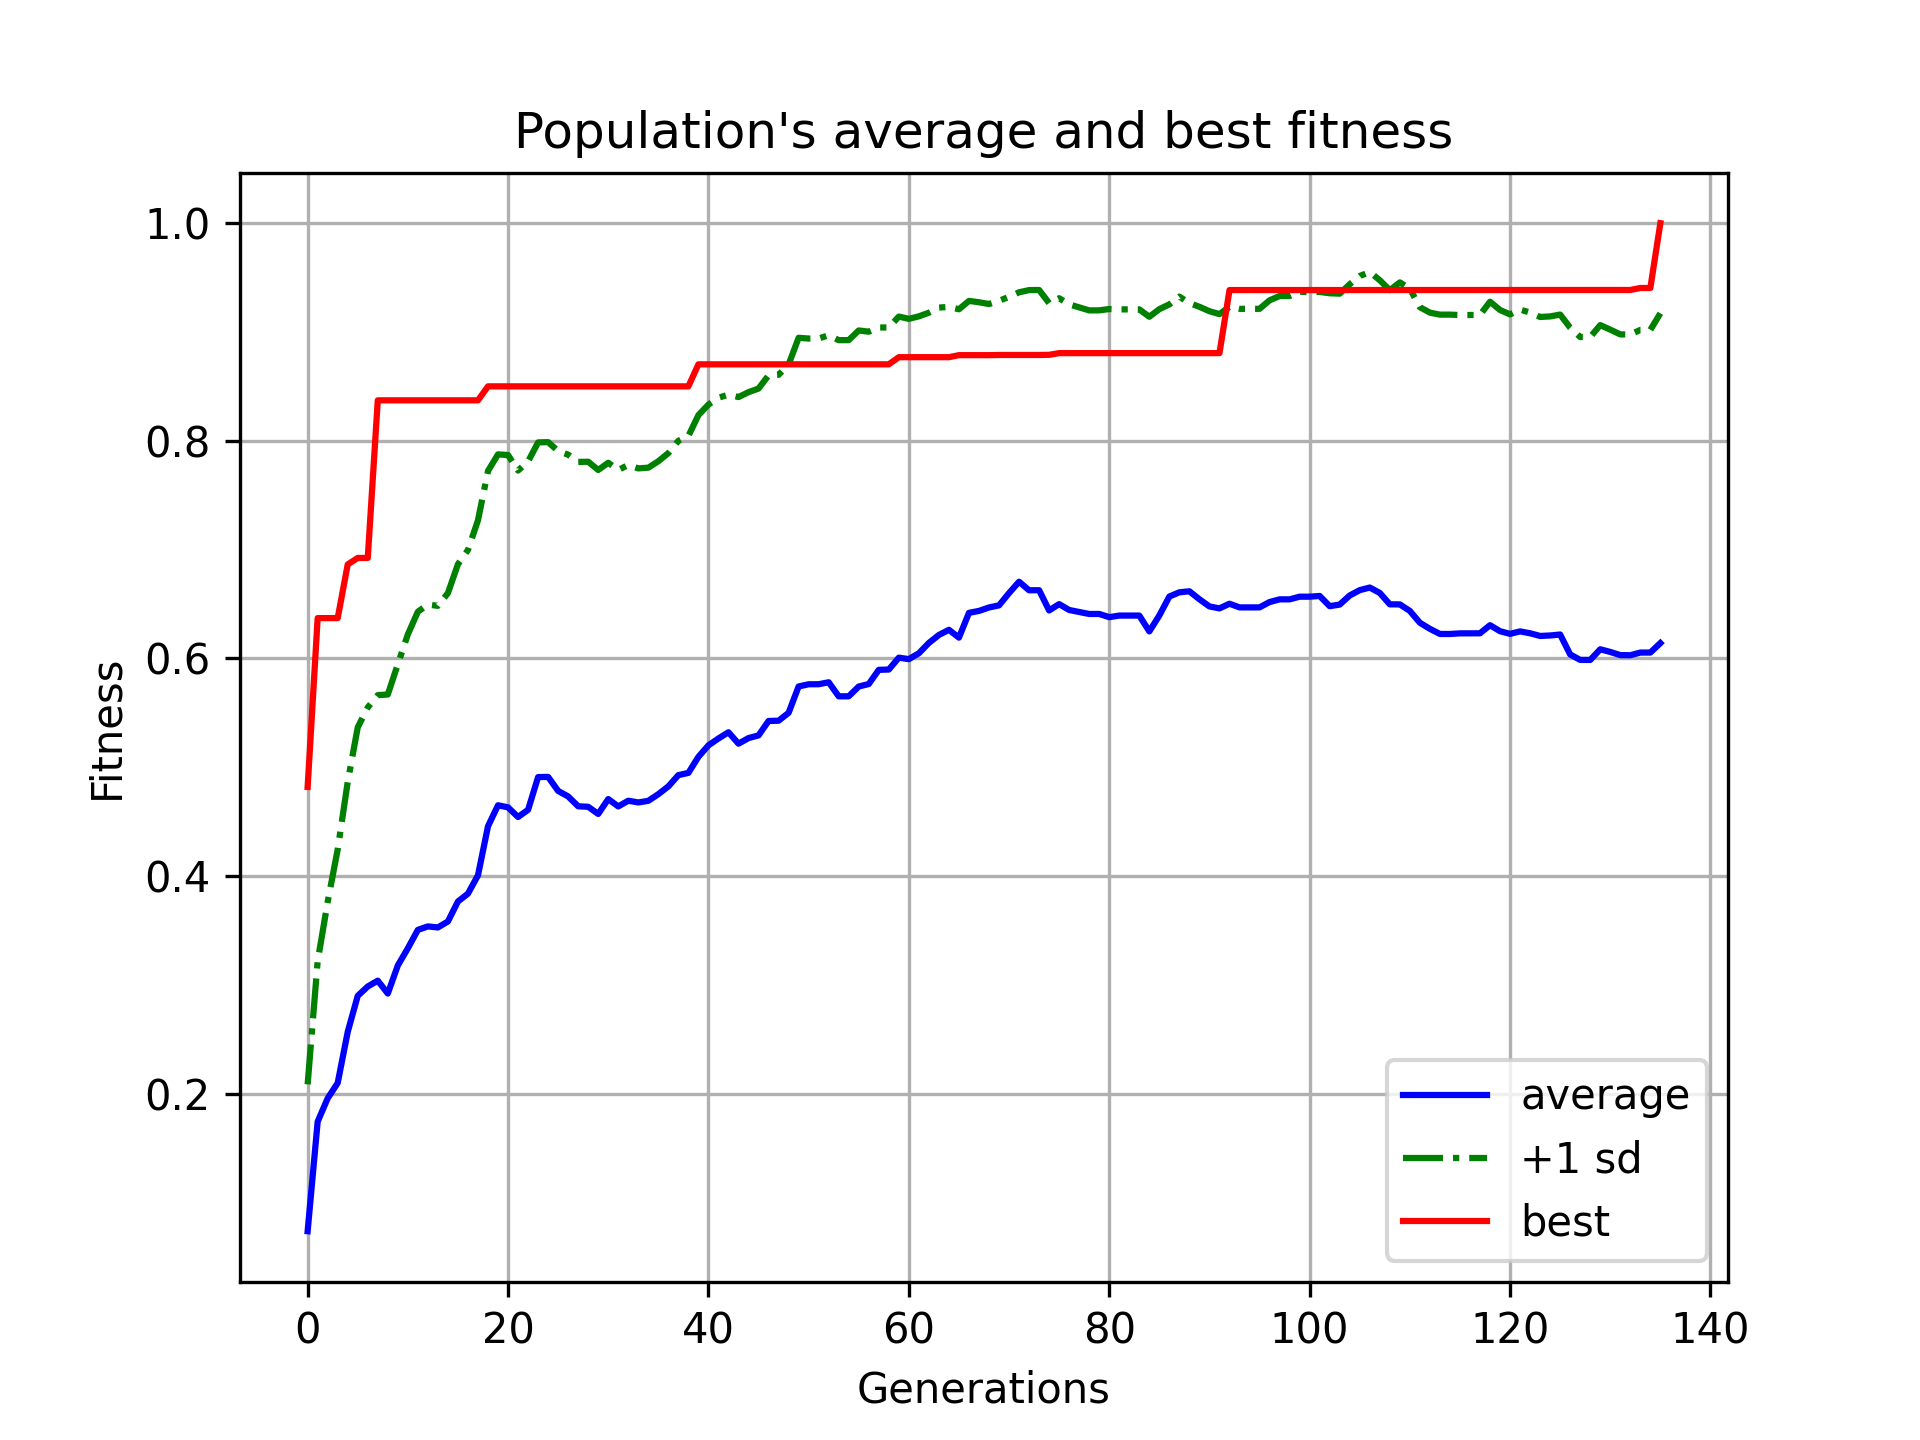 Population's average and best fitness
Fitness
1.0
0.8
0.6
0.4
0.2
0 20 40 60 80 100 120 140
Generations
average
+1 sd
best